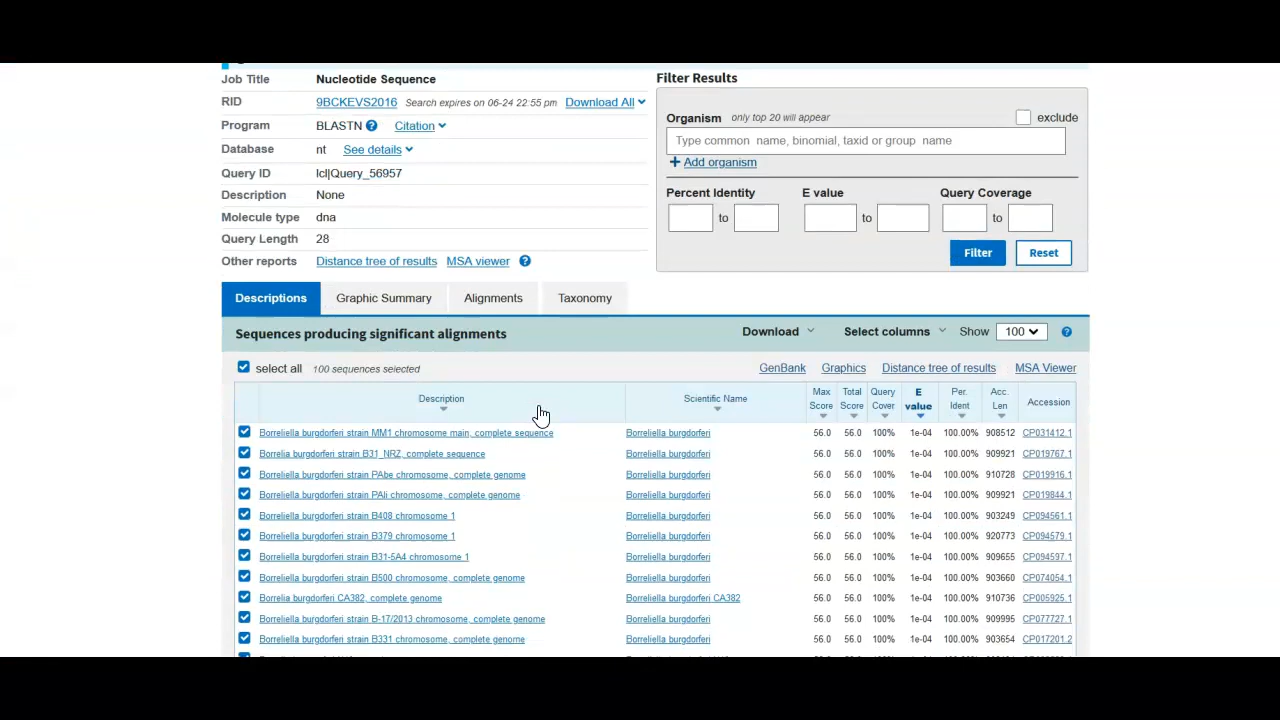 Job Title Nucleotide Sequence
RID 9BCKEVS2016 Search expires on 06-24 22:55 pm Download All
Program BLASTN ? Citation
Database nt See details
Query ID lcl|Query_56957
Description None
Molecule type dna
Query Length 28
Other reports Distance tree of results MSA viewer ?
Filter Results
Organism only top 20 will appear exclude
Type common name, binomial, taxid or group name
+ Add organism
Percent Identity E value Query Coverage
to to to
Filter Reset
Descriptions Graphic Summary Alignments Taxonomy
Sequences producing significant alignments Download Select columns Show 100 ?
select all 100 sequences selected GenBank Graphics Distance tree of results MSA Viewer
Description Scientific Name Max Score Total Score Query Cover E value Per. Ident Acc. Len Accession
Borreliella burgdorferi strain MM1 chromosome main, complete sequence Borreliella burgdorferi 56.0 56.0 100% 1e-04 100.00% 908512 CP031412.1
Borrelia burgdorferi strain B31_NRZ, complete sequence Borreliella burgdorferi 56.0 56.0 100% 1e-04 100.00% 909921 CP019767.1
Borreliella burgdorferi strain PAbe chromosome, complete genome Borreliella burgdorferi 56.0 56.0 100% 1e-04 100.00% 910728 CP019916.1
Borreliella burgdorferi strain PAli chromosome, complete genome Borreliella burgdorferi 56.0 56.0 100% 1e-04 100.00% 909921 CP019844.1
Borreliella burgdorferi strain B408 chromosome 1 Borreliella burgdorferi 56.0 56.0 100% 1e-04 100.00% 903249 CP094561.1
Borreliella burgdorferi strain B379 chromosome 1 Borreliella burgdorferi 56.0 56.0 100% 1e-04 100.00% 920773 CP094579.1
Borreliella burgdorferi strain B31-5A4 chromosome 1 Borreliella burgdorferi 56.0 56.0 100% 1e-04 100.00% 909655 CP094597.1
Borreliella burgdorferi strain B500 chromosome, complete genome Borreliella burgdorferi 56.0 56.0 100% 1e-04 100.00% 903660 CP074054.1
Borrelia burgdorferi CA382, complete genome Borreliella burgdorferi CA382 56.0 56.0 100% 1e-04 100.00% 910736 CP005925.1
Borreliella burgdorferi strain B-17/2013 chromosome, complete genome Borreliella burgdorferi 56.0 56.0 100% 1e-04 100.00% 909995 CP077727.1
Borreliella burgdorferi strain B331 chromosome, complete genome Borreliella burgdorferi 56.0 56.0 100% 1e-04 100.00% 903654 CP017201.2